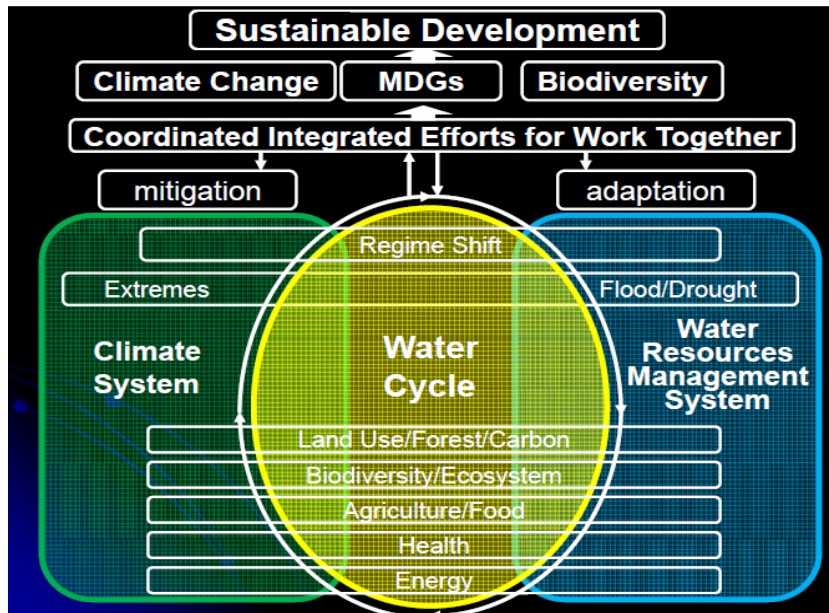 Sustainable Development
Climate Change
MDGs
Biodiversity
Coordinated Integrated Efforts for Work Together
mitigation
adaptation
Regime Shift
Extremes
Flood/Drought
Climate
System
Water
Cycle
Water
Resources
Management
System
Land Use/Forest/Carbon
Biodiversity/Ecosystem
Agriculture/Food
Health
Energy